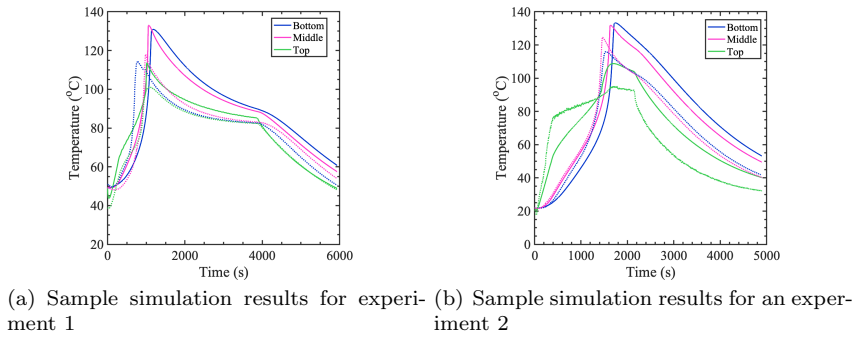 140
120
100
80
60
40
20
0
2000
4000
6000
Temperature (°C)
Time (s)
Bottom
Middle
Top
140
120
100
80
60
40
20
0
0
1000
2000
3000
4000
5000
Temperature (°C)
Time (s)
Bottom
Middle
Top
(a) Sample simulation results for experi-
ment 1
(b) Sample simulation results for an exper-
iment 2